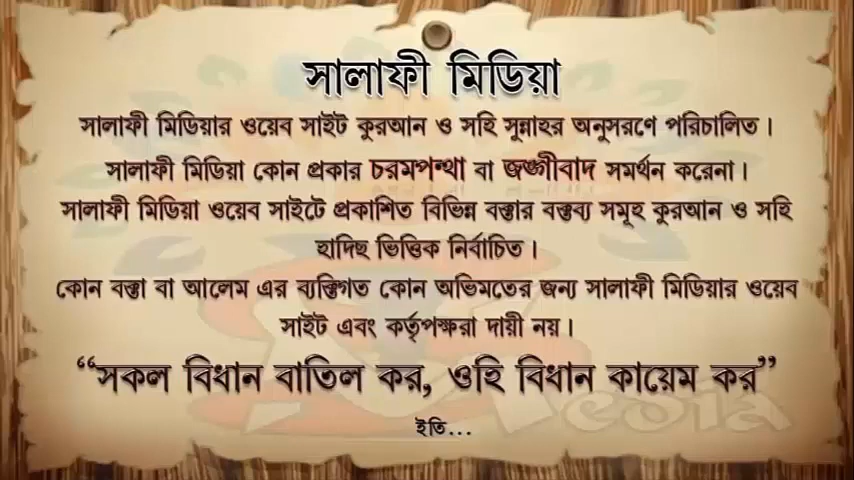 সালাফী মিডিয়া
সালাফী মিডিয়ার ওয়েব সাইট কুরআন ও সহি সুন্নাহর অনুসরণে পরিচালিত।
সালাফী মিডিয়া কোন প্রকার চরমপন্থা বা জঙ্গীবাদ সমর্থন করেনা।
সালাফী মিডিয়া ওয়েব সাইটে প্রকাশিত বিভিন্ন বক্তার বক্তব্য সমূহ কুরআন ও সহি
হাদিছ ভিত্তিক নির্বাচিত।
কোন বক্তা বা আলেম এর ব্যক্তিগত কোন অভিমতের জন্য সালাফী মিডিয়ার ওয়েব
সাইট এবং কর্তৃপক্ষরা দায়ী নয়।
“সকল বিধান বাতিল কর, ওহি বিধান কায়েম কর”
ইতি...